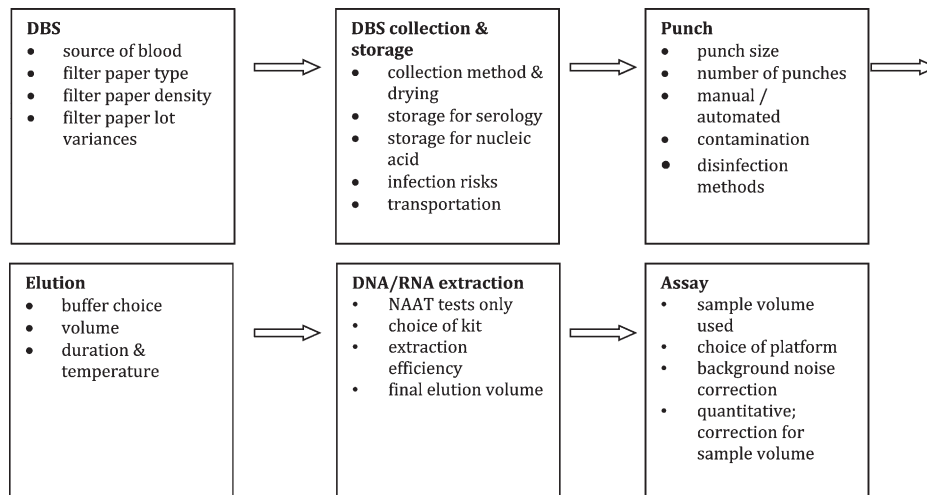 DBS
● source of blood
● filter paper type
● filter paper density
● filter paper lot
variances
DBS collection &
storage
● collection method &
drying
● storage for serology
● storage for nucleic
acid
● infection risks
● transportation
Punch
● punch size
● number of punches
● manual /
automated
● contamination
● disinfection
methods
Elution
● buffer choice
● volume
● duration &
temperature
DNA/RNA extraction
• NAAT tests only
• choice of kit
• extraction
efficiency
• final elution volume
Assay
• sample volume
used
• choice of platform
• background noise
correction
• quantitative;
correction for
sample volume